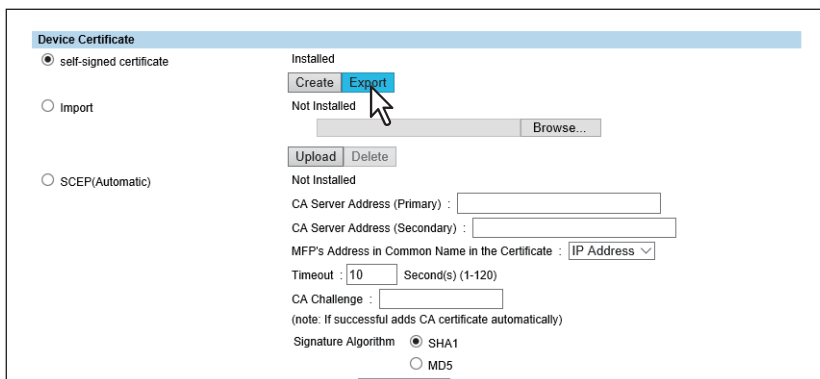 Device Certificate
self-signed certificate Installed
Create Export
Import Not Installed
Browse...
Upload Delete
SCEP(Automatic) Not Installed
CA Server Address (Primary) :
CA Server Address (Secondary) :
MFP's Address in Common Name in the Certificate : IP Address
Timeout : 10 Second(s) (1-120)
CA Challenge :
(note: If successful adds CA certificate automatically)
Signature Algorithm SHA1
MD5